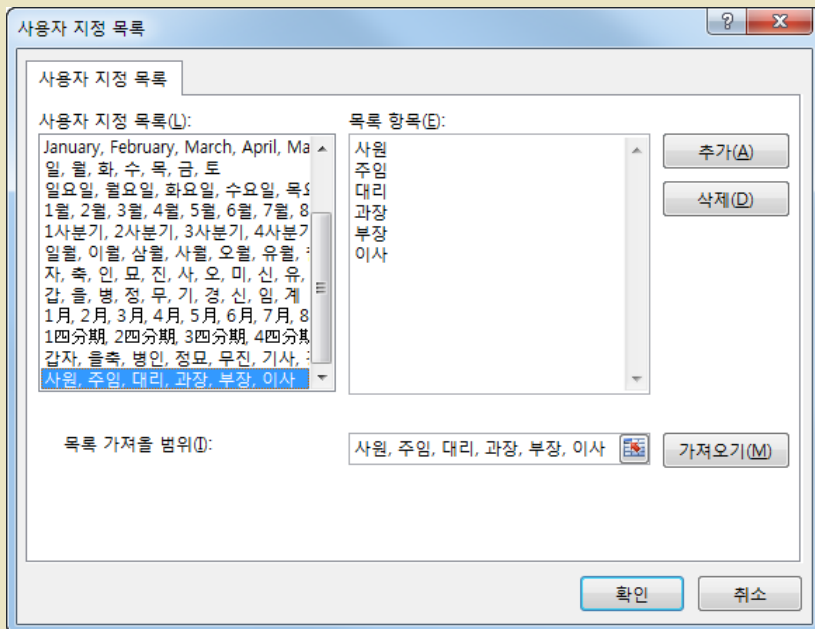 사용자 지정 목록
사용자 지정 목록
사용자 지정 목록(L):
January, February, March, April, Ma
일, 월, 화, 수, 목, 금, 토
일요일, 월요일, 화요일, 수요일, 목요
1월, 2월, 3월, 4월, 5월, 6월, 7월, 8
1사분기, 2사분기, 3사분기, 4사분기
일월, 이월, 삼월, 사월, 오월, 유월,
자, 축, 인, 묘, 진, 사, 오, 미, 신, 유,
갑, 을, 병, 정, 무, 기, 경, 신, 임, 계
1月, 2月, 3月, 4月, 5月, 6月, 7月, 8
1四分期, 2四分期, 3四分期, 4四分期
갑자, 을축, 병인, 정묘, 무진, 기사,
사원, 주임, 대리, 과장, 부장, 이사
목록 항목(E):
사원
주임
대리
과장
부장
이사
추가(A)
삭제(D)
목록 가져올 범위(I):
사원, 주임, 대리, 과장, 부장, 이사
가져오기(M)
확인
취소